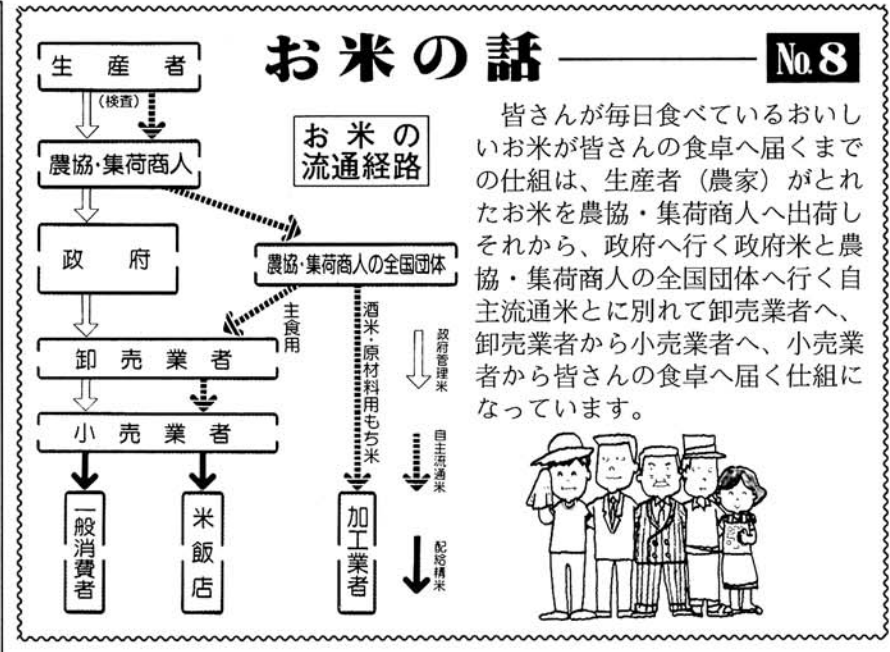 お米の話
No.8
皆さんが毎日食べているおいし
いお米が皆さんの食卓へ届くまで
の仕組は、生産者（農家）がとれ
たお米を農協・集荷商人へ出荷し
それから、政府へ行く政府米と農
協・集荷商人の全国団体へ行く自
主流通米とに別れて卸売業者へ、
卸売業者から小売業者へ、小売業
者から皆さんの食卓へ届く仕組に
なっています。
お米の
流通経路
生産者
(検査)
農協・集荷商人
政府
農協・集荷商人の全国団体
主食用
酒米・原材料用もち米
卸売業者
小売業者
一般消費者
米飯店
加工業者
政府管理米
自主流通米
配給精米